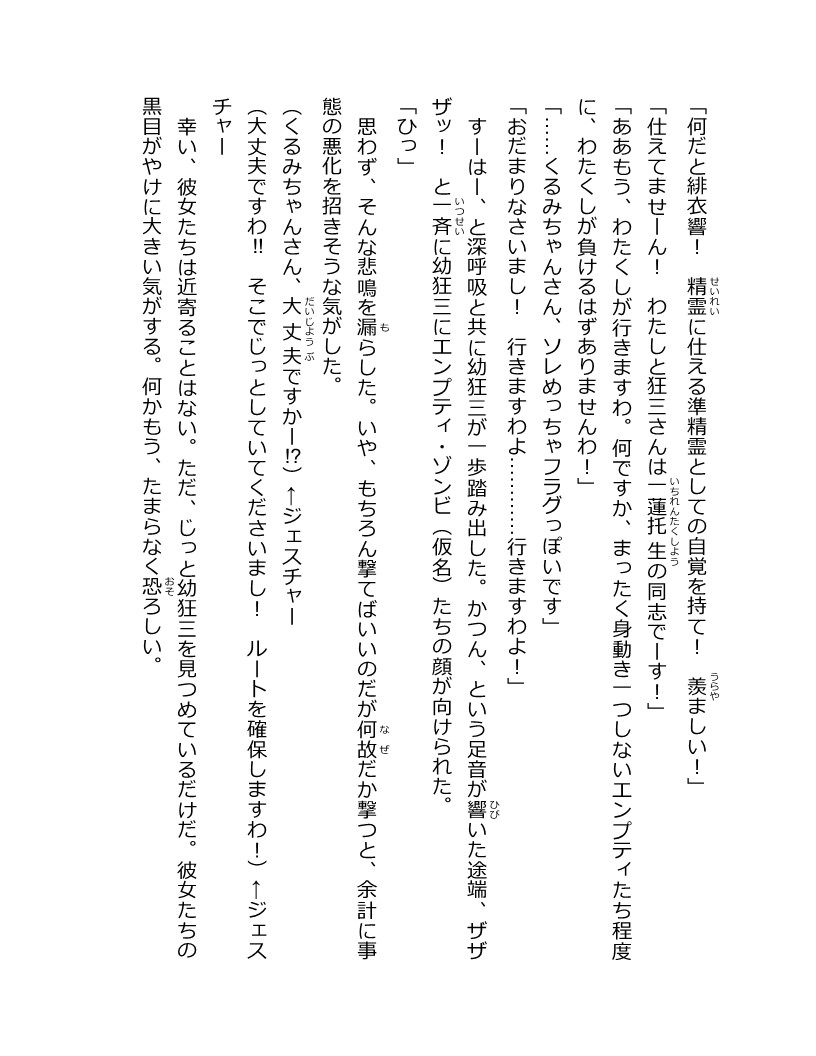 「何だと緋衣響！　精霊に仕える準精霊としての自覚を持て！　羨ましい！」
「仕えてませーん！　わたしと狂三さんは一蓮托生の同志でーす！」
「ああもう、わたくしが行きますわ。何ですか、まったく身動き一つしないエンプティたち程度
に、わたくしが負けるはずありませんわ！」
「……くるみちゃんさん、ソレめっちゃフラグっぽいです」
「おだまりなさいまし！　行きますわよ…………行きますわよ！」
　すーはー、と深呼吸と共に幼狂三が一歩踏み出した。かつん、という足音が響いた途端、ザザ
ザッ！　と一斉に幼狂三にエンプティ・ゾンビ（仮名）たちの顔が向けられた。
「ひっ」
　思わず、そんな悲鳴を漏らした。いや、もちろん撃てばいいのだが何故だか撃つと、余計に事
態の悪化を招きそうな気がした。
（くるみちゃんさん、大丈夫ですかー⁉）←ジェスチャー
（大丈夫ですわ‼　そこでじっとしていてくださいまし！　ルートを確保しますわ！）←ジェス
チャー
　幸い、彼女たちは近寄ることはない。ただ、じっと幼狂三を見つめているだけだ。彼女たちの
黒目がやけに大きい気がする。何かもう、たまらなく恐ろしい。